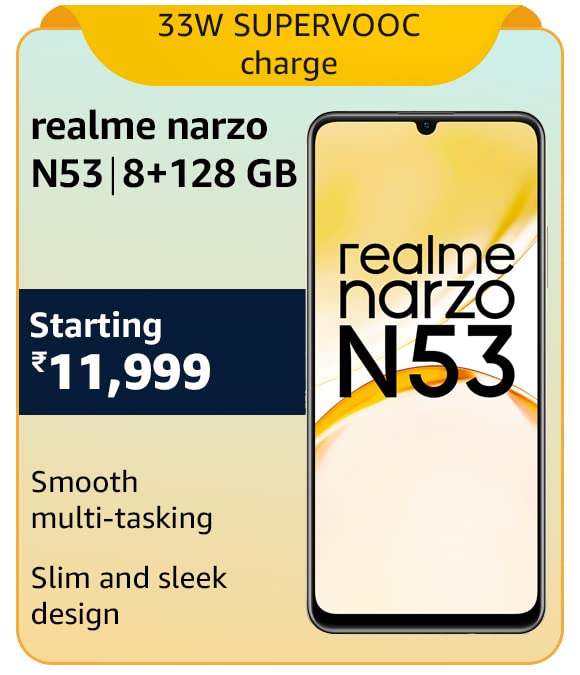 33W SUPERVOOC
charge
realme narzo
N53|8+128 GB
Starting
₹11,999
Smooth
multi-tasking
Slim and sleek
design
realme
narzo
N53